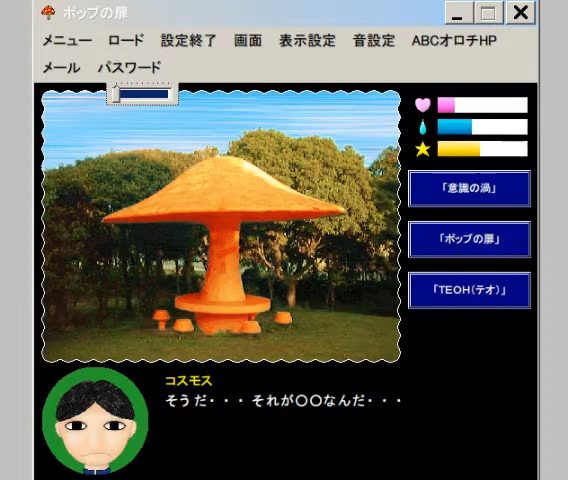 ポップの扉
メニュー ロード 設定終了 画面 表示設定 音設定 ABCオロチHP
メール パスワード
「意識の渦」
「ポップの扉」
「TEOH(テオ)」
コスモス
そうだ・・・ それが〇〇なんだ・・・